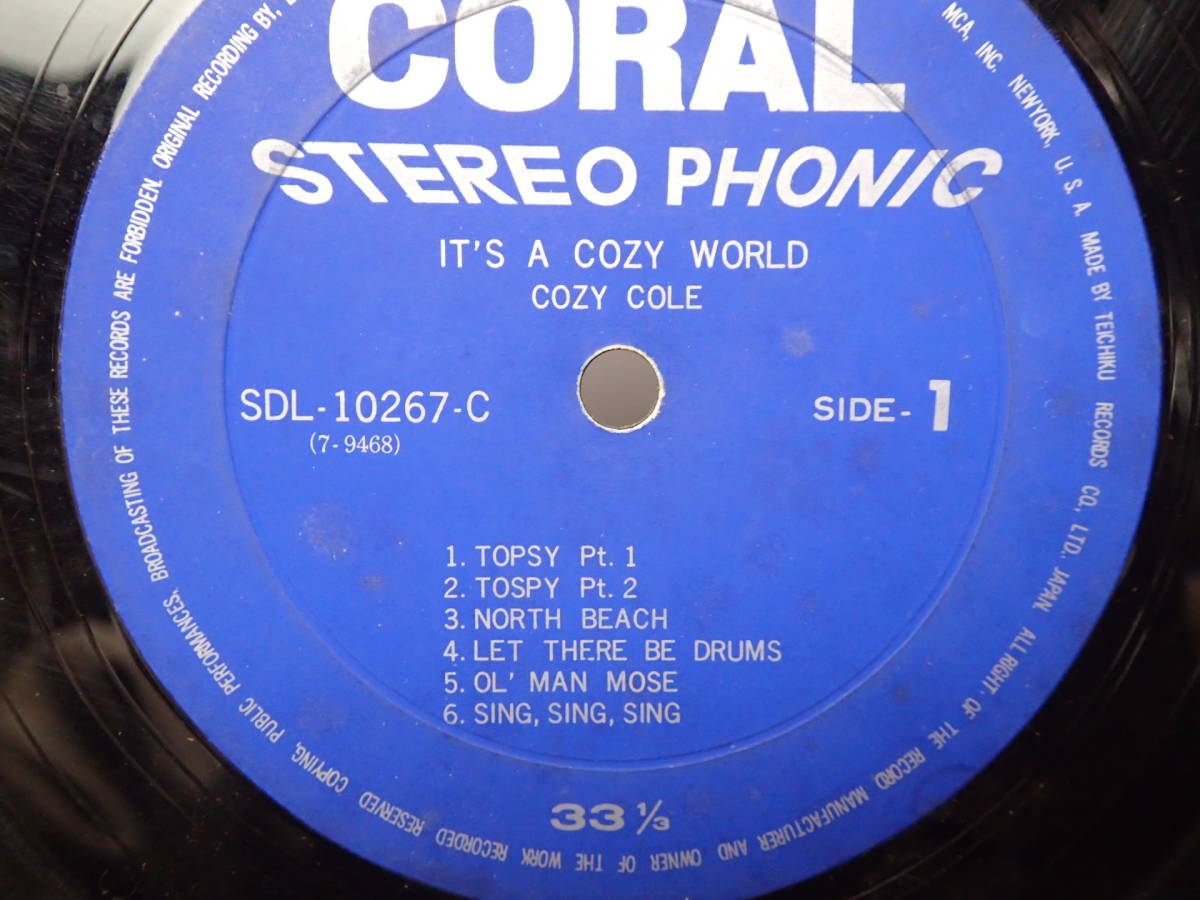 CORAL
STEREO PHONIC
IT'S A COZY WORLD
COZY COLE
SDL-10267-C
(7-9468)
SIDE-1
1. TOPSY Pt. 1
2. TOSPY Pt. 2
3. NORTH BEACH
4. LET THERE BE DRUMS
5. OL' MAN MOSE
6. SING, SING, SING
33 1/3
MCA, INC. NEWYORK, U. S. A. MADE BY TEICHIKU RECORDS CO., LTD. JAPAN. ALL RIGHT. OF THE RECORD MANUFACTURER AND OWNER OF THE WORK RECORDED RESERVED COPYING, PUBLIC PERFORMANCES, BROADCASTING OF THESE RECORDS ARE FORBIDDEN. ORIGINAL RECORDING BY,